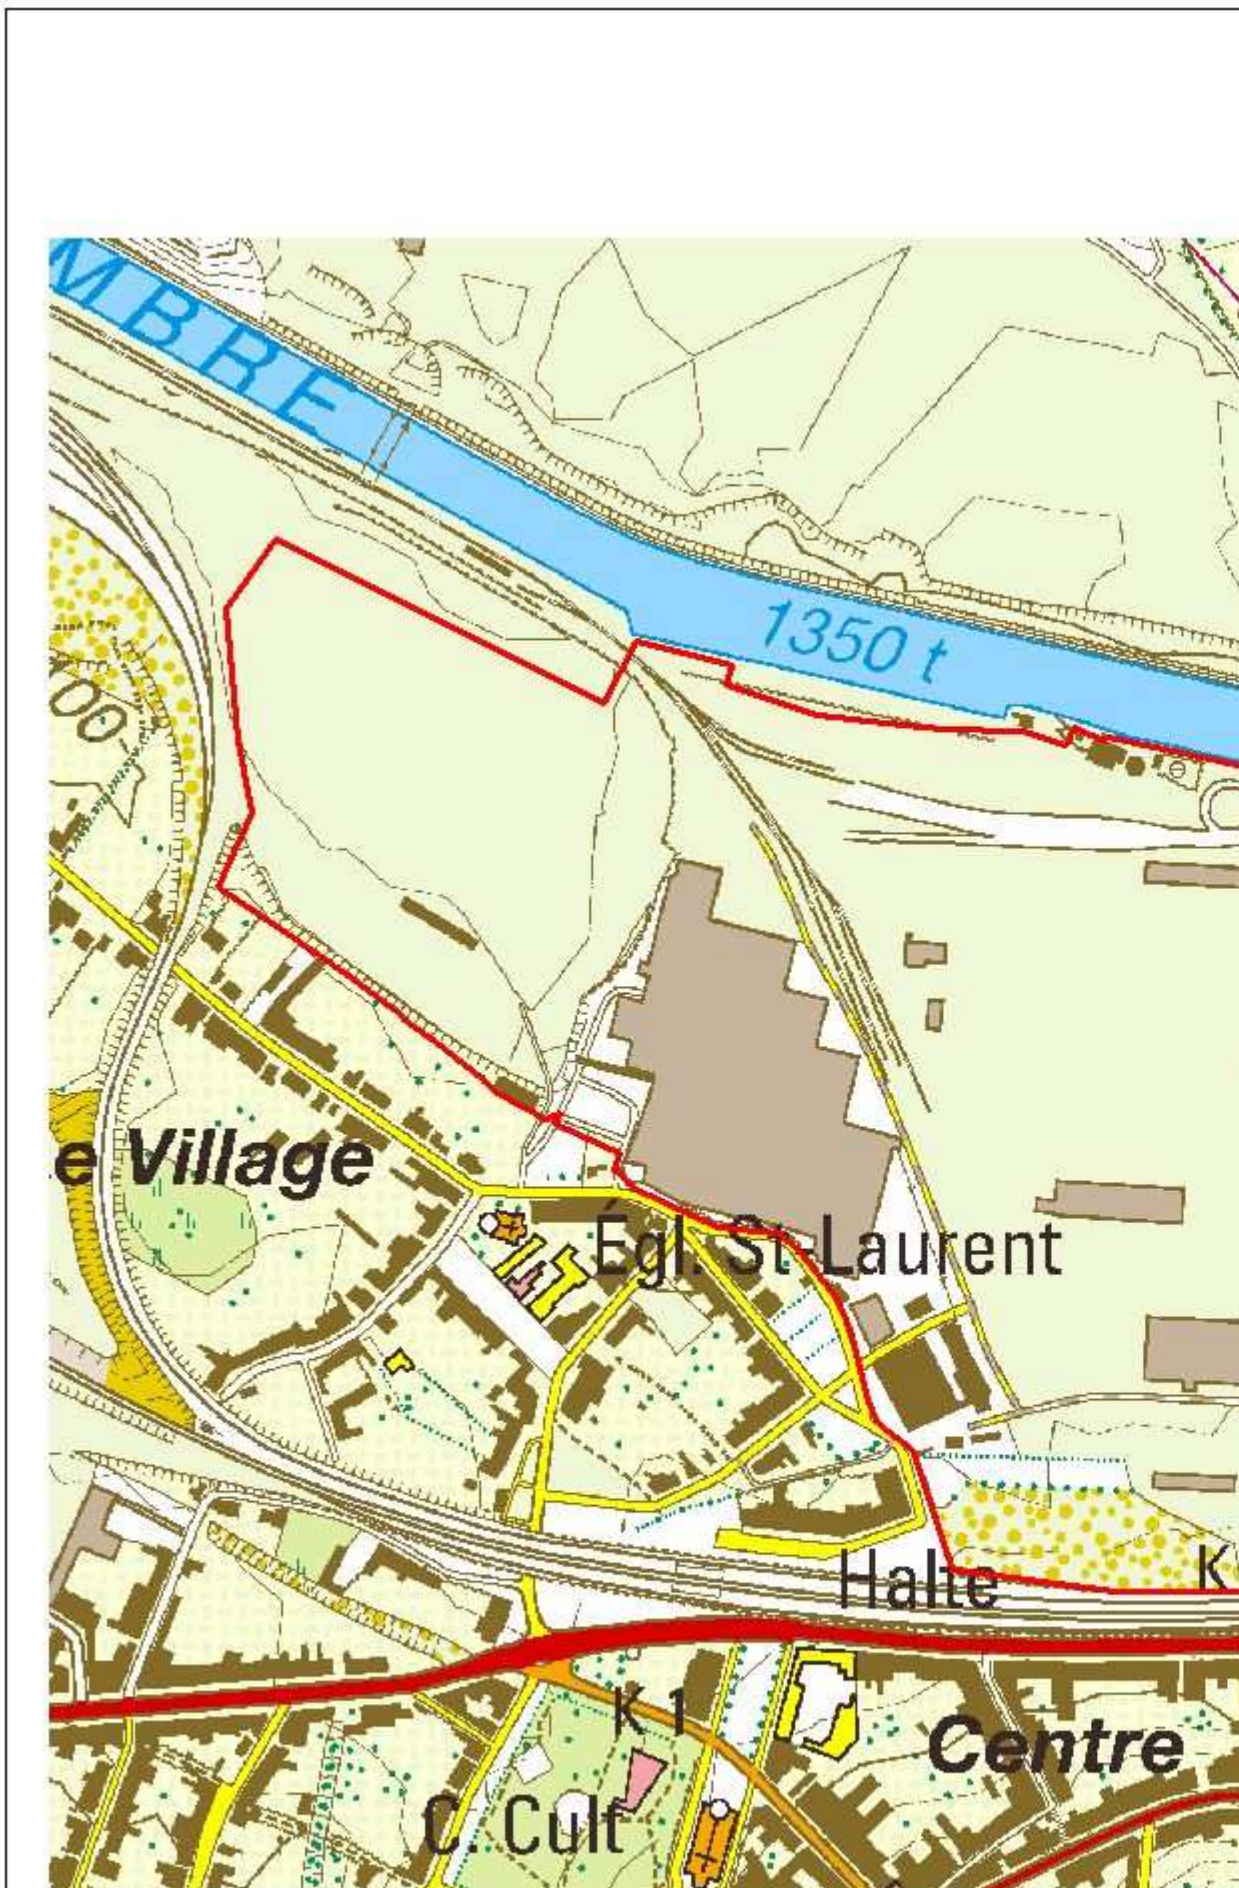 MBRE
1350 t
00
e Village
Égl. St-Laurent
Halte
K
K 1
Centre
C. Cult